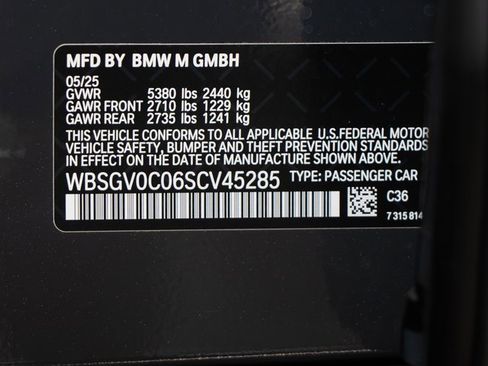 MFD BY BMW M GMBH
05/25
GVWR 5380 lbs 2440 kg
GAWR FRONT 2710 lbs 1229 kg
GAWR REAR 2735 lbs 1241 kg
THIS VEHICLE CONFORMS TO ALL APPLICABLE U.S.FEDERAL MOTOR
VEHICLE SAFETY, BUMPER AND THEFT PREVENTION STANDARDS
IN EFFECT ON THE DATE OF MANUFACTURE SHOWN ABOVE.
WBSGV0C06SCV45285 TYPE: PASSENGER CAR
C36
7 315 814